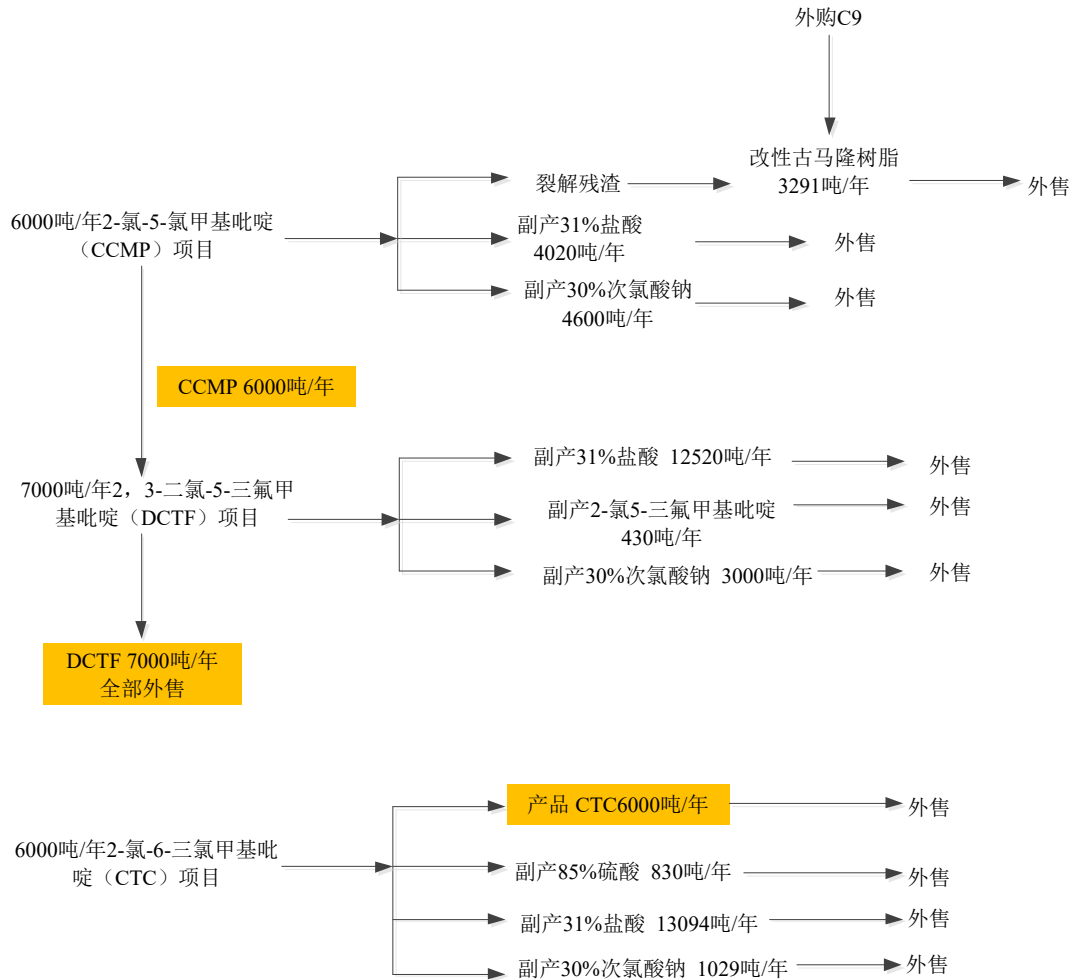 外购C9
改性古马隆树脂
3291吨/年
外售
裂解残渣
6000吨/年2-氯-5-氯甲基吡啶
（CCMP）项目
副产31%盐酸
4020吨/年
外售
副产30%次氯酸钠
4600吨/年
外售
CCMP 6000吨/年
7000吨/年2，3-二氯-5-三氟甲
基吡啶（DCTF）项目
副产31%盐酸 12520吨/年
外售
副产2-氯5-三氟甲基吡啶
430吨/年
外售
副产30%次氯酸钠 3000吨/年
外售
DCTF 7000吨/年
全部外售
6000吨/年2-氯-6-三氯甲基吡
啶（CTC）项目
产品 CTC6000吨/年
外售
副产85%硫酸 830吨/年
外售
副产31%盐酸 13094吨/年
外售
副产30%次氯酸钠 1029吨/年
外售